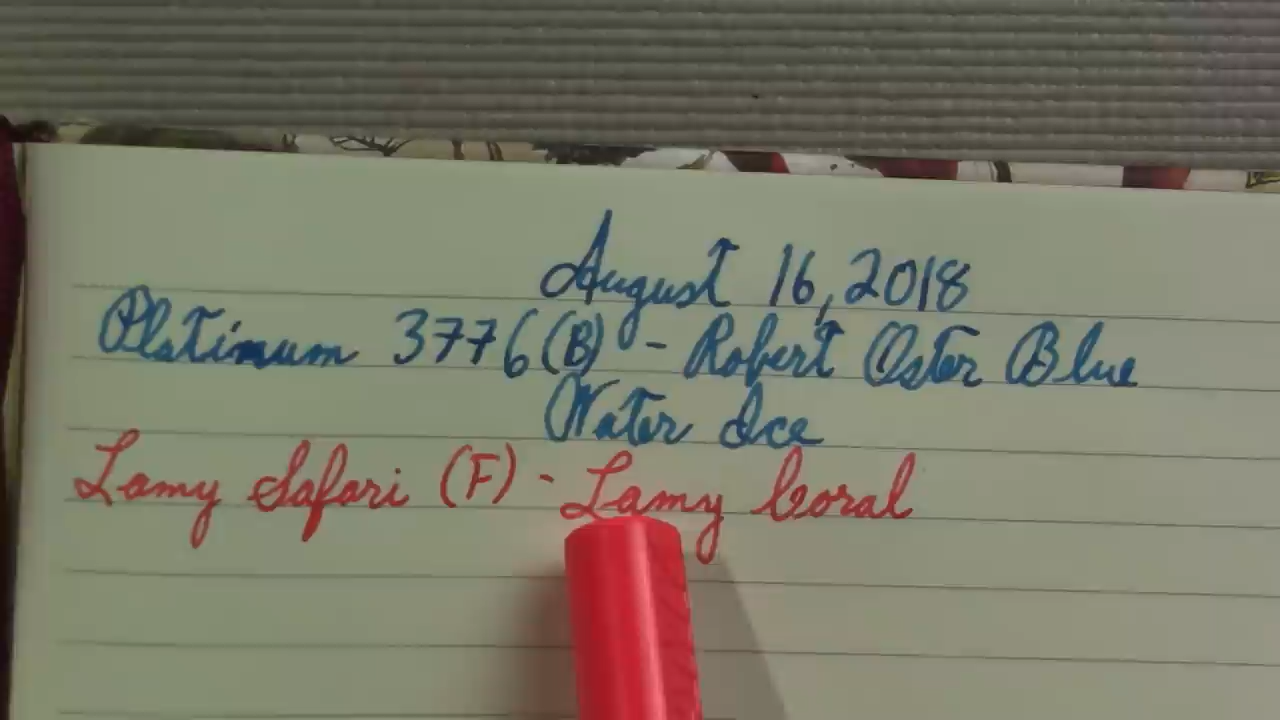 August 16, 2018
Platinum 3776 (B) - Robert Oster Blue
Water Ice
Lamy Safari (F) - Lamy Coral